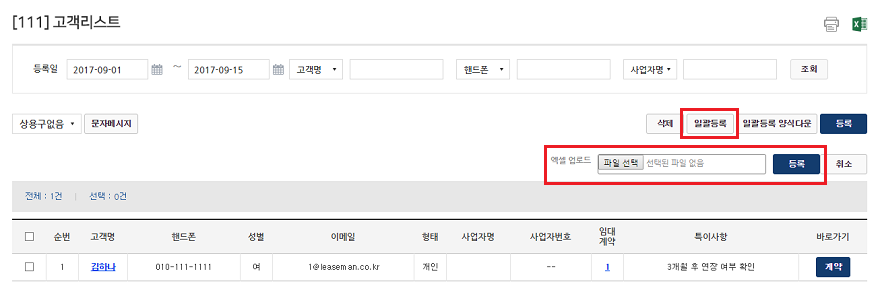 [111] 고객리스트
등록일 2017-09-01 ~ 2017-09-15 고객명 핸드폰 사업자명 조회
상용구없음 문자메시지 삭제 일괄등록 일괄등록 양식다운 등록
엑셀 업로드 파일 선택 선택된 파일 없음 등록 취소
전체 : 1건 | 선택 : 0건
순번 고객명 핸드폰 성별 이메일 형태 사업자명 사업자번호 임대 계약 특이사항 바로가기
1 김하나 010-111-1111 여 1@leaseman.co.kr 개인 -- 1 3개월 후 연장 여부 확인 계약